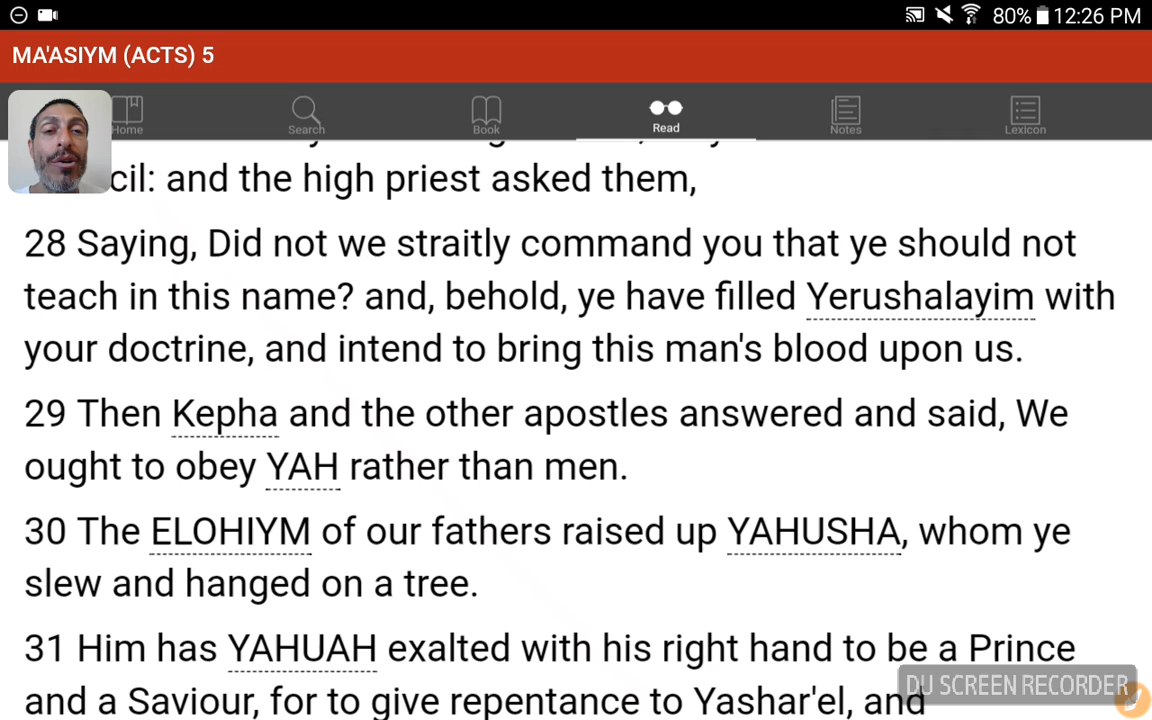 80% 12:26 PM
MA'ASIYM (ACTS) 5
Home Search Book Read Notes Lexicon
cil: and the high priest asked them,
28 Saying, Did not we straitly command you that ye should not
teach in this name? and, behold, ye have filled Yerushalayim with
your doctrine, and intend to bring this man's blood upon us.
29 Then Kepha and the other apostles answered and said, We
ought to obey YAH rather than men.
30 The ELOHIYM of our fathers raised up YAHUSHA, whom ye
slew and hanged on a tree.
31 Him has YAHUAH exalted with his right hand to be a Prince
and a Saviour, for to give repentance to Yashar'el, and
DU SCREEN RECORDER